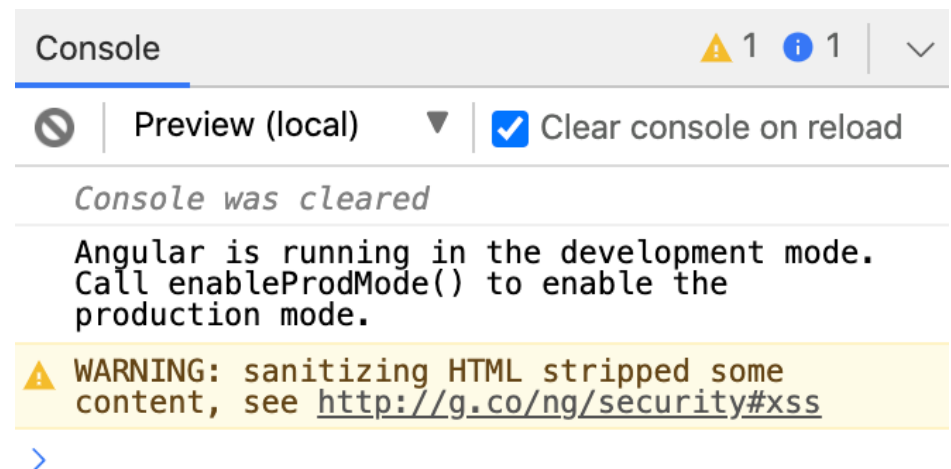 Console 1 1
Preview (local) Clear console on reload
Console was cleared
Angular is running in the development mode.
Call enableProdMode() to enable the
production mode.
WARNING: sanitizing HTML stripped some
content, see http://g.co/ng/security#xss